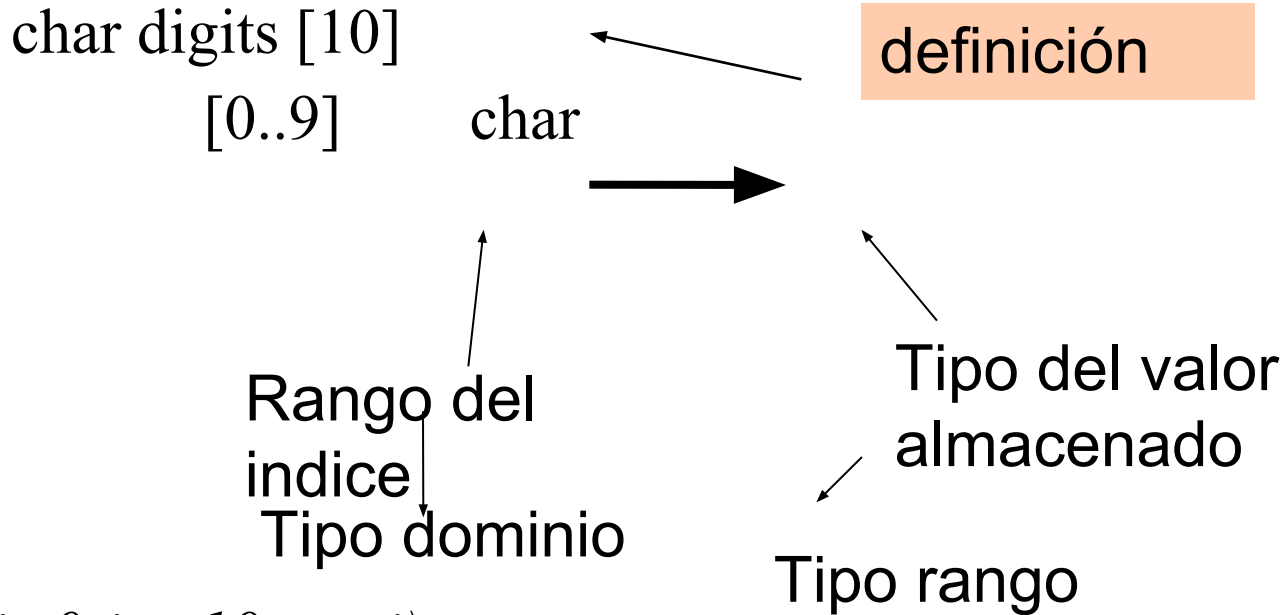 char digits [10]
definición
[0..9] char
Rango del
indice
Tipo dominio
Tipo del valor
almacenado
Tipo rango